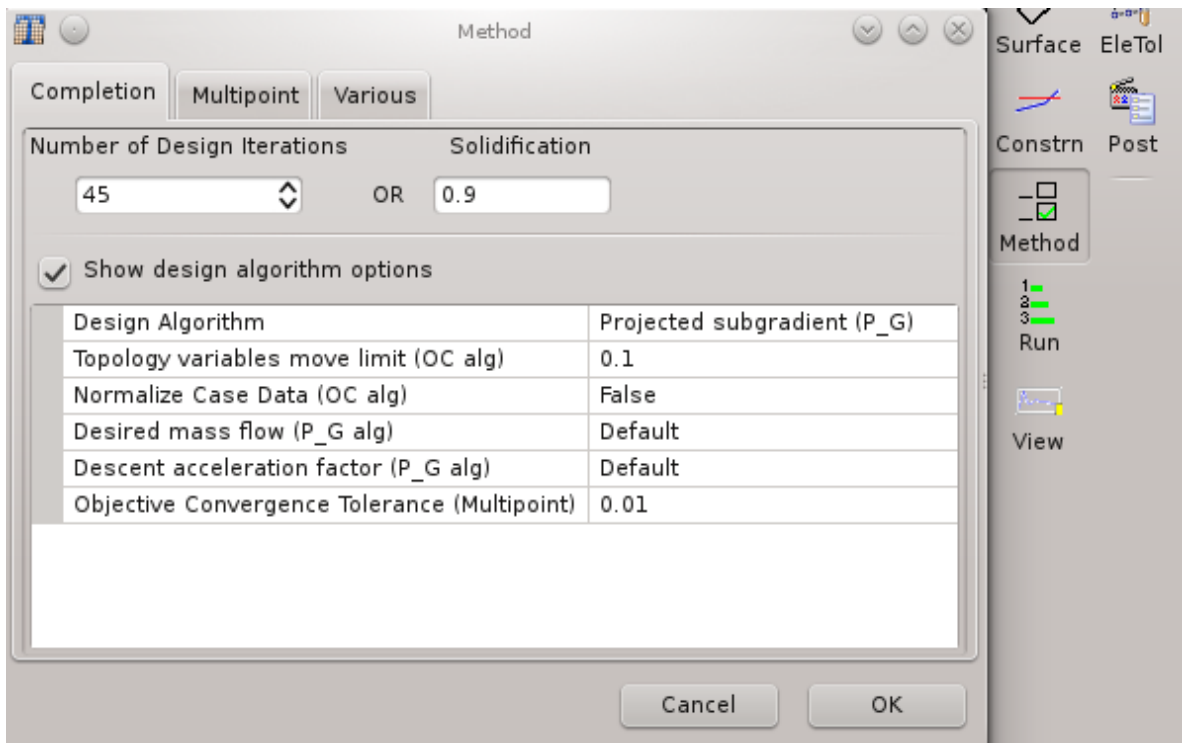 Method
Completion Multipoint Various
Number of Design Iterations Solidification
45 OR 0.9
Show design algorithm options
Design Algorithm Projected subgradient (P_G)
Topology variables move limit (OC alg) 0.1
Normalize Case Data (OC alg) False
Desired mass flow (P_G alg) Default
Descent acceleration factor (P_G alg) Default
Objective Convergence Tolerance (Multipoint) 0.01
Cancel OK
Surface EleTol
Constrn Post
Method
1
2
3
Run
View